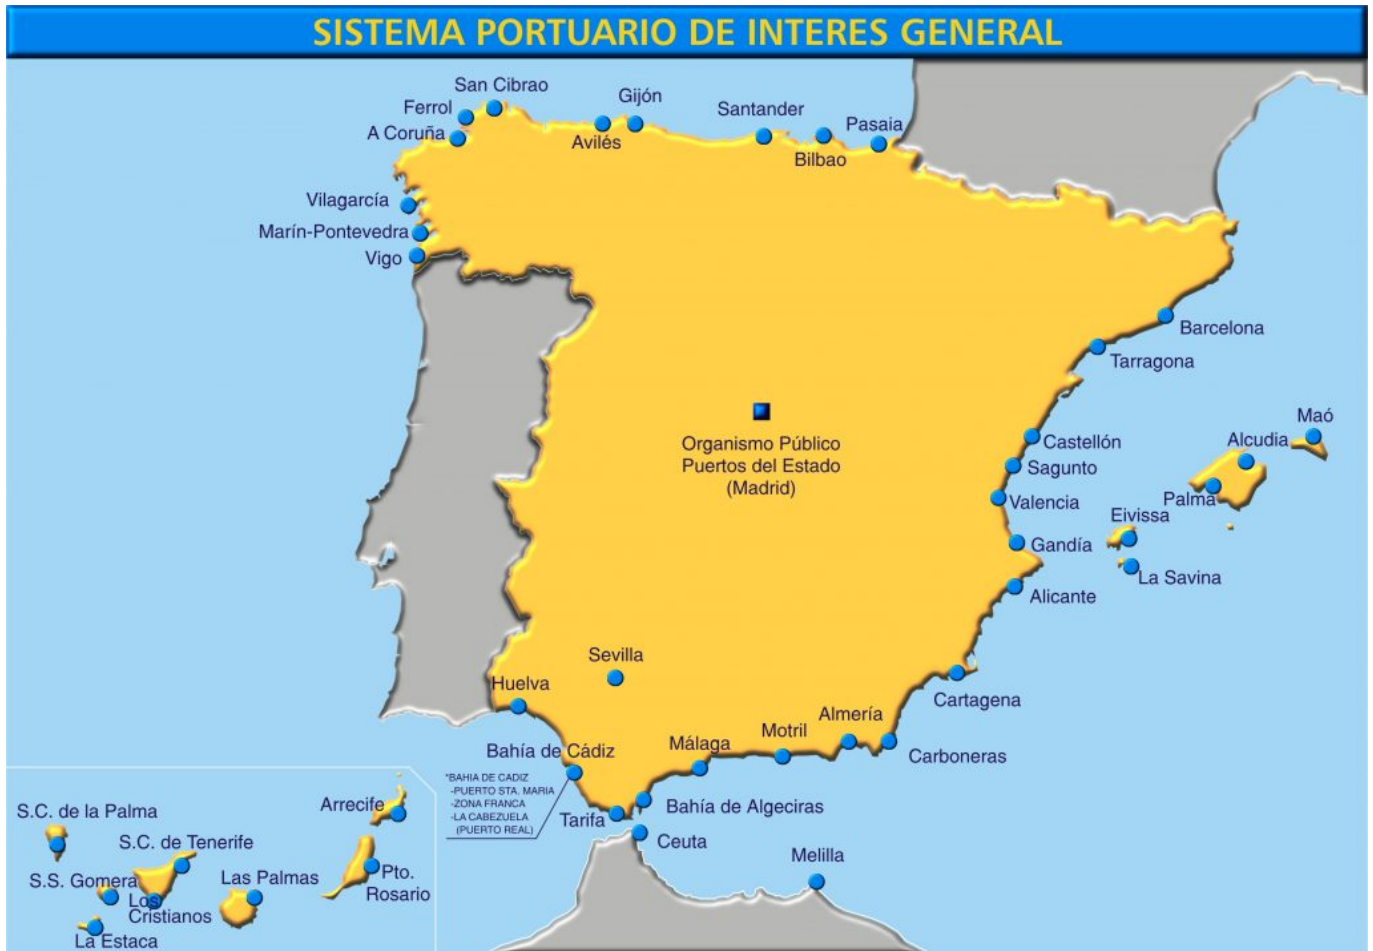 SISTEMA PORTUARIO DE INTERES GENERAL
San Cibrao
Ferrol
A Coruña
Avilés
Gijón
Santander
Bilbao
Pasaia
Vilagarcía
Marín-Pontevedra
Vigo
Barcelona
Tarragona
Organismo Público
Puertos del Estado
(Madrid)
Castellón
Sagunto
Valencia
Gandía
Alicante
Maó
Alcudia
Palma
Eivissa
La Savina
Sevilla
Huelva
Cartagena
Almería
Motril
Málaga
Carboneras
Bahía de Cádiz
*BAHIA DE CADIZ
-PUERTO STA. MARIA
-ZONA FRANCA
-LA CABEZUELA
(PUERTO REAL)
Tarifa
Bahía de Algeciras
Ceuta
Melilla
Arrecife
S.C. de la Palma
S.C. de Tenerife
S.S. Gomera
Los
Cristianos
Las Palmas
Pto.
Rosario
La Estaca